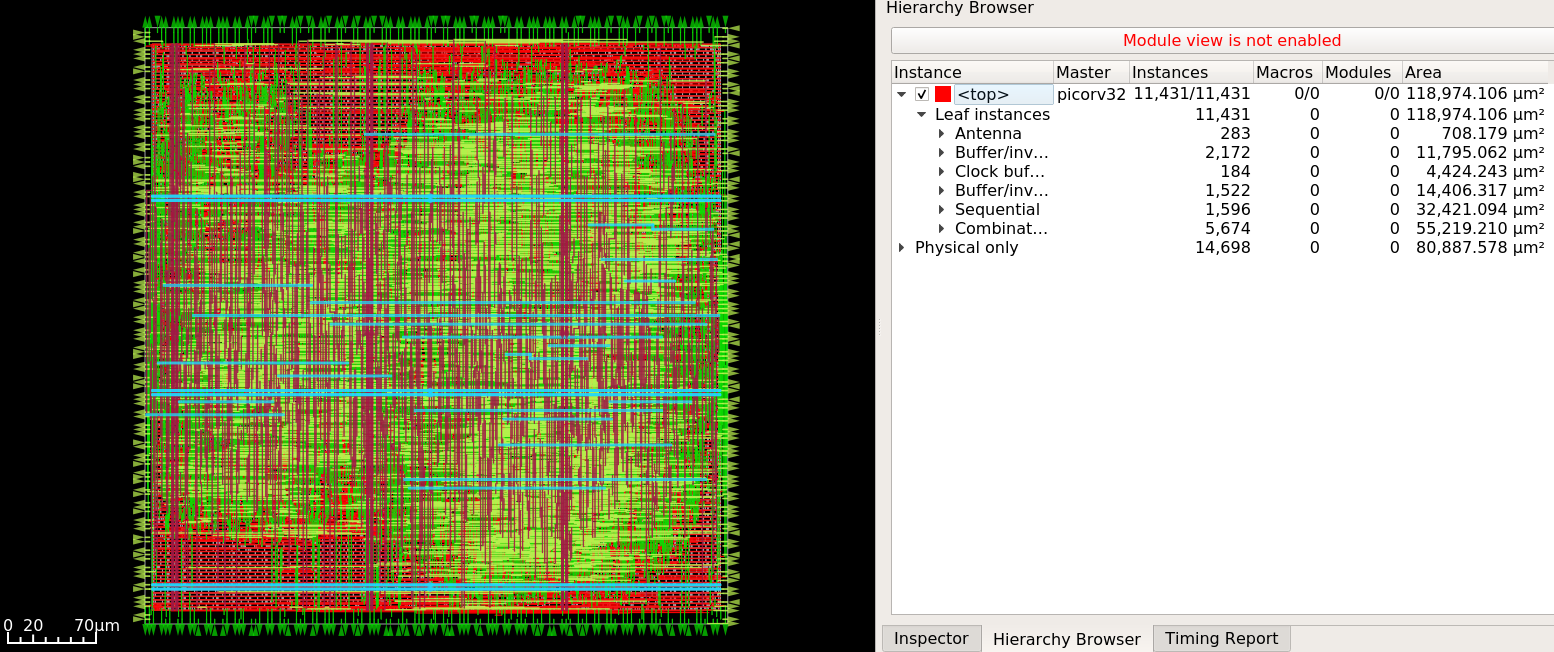 Hierarchy Browser
Module view is not enabled
Instance Master Instances Macros Modules Area
<top> picorv32 11,431/11,431 0/0 0/0 118,974.106 µm²
Leaf instances 11,431 0 0 118,974.106 µm²
Antenna 283 0 0 708.179 µm²
Buffer/inv... 2,172 0 0 11,795.062 µm²
Clock buf... 184 0 0 4,424.243 µm²
Buffer/inv... 1,522 0 0 14,406.317 µm²
Sequential 1,596 0 0 32,421.094 µm²
Combinat... 5,674 0 0 55,219.210 µm²
Physical only 14,698 0 0 80,887.578 µm²
0 20 70µm
Inspector Hierarchy Browser Timing Report